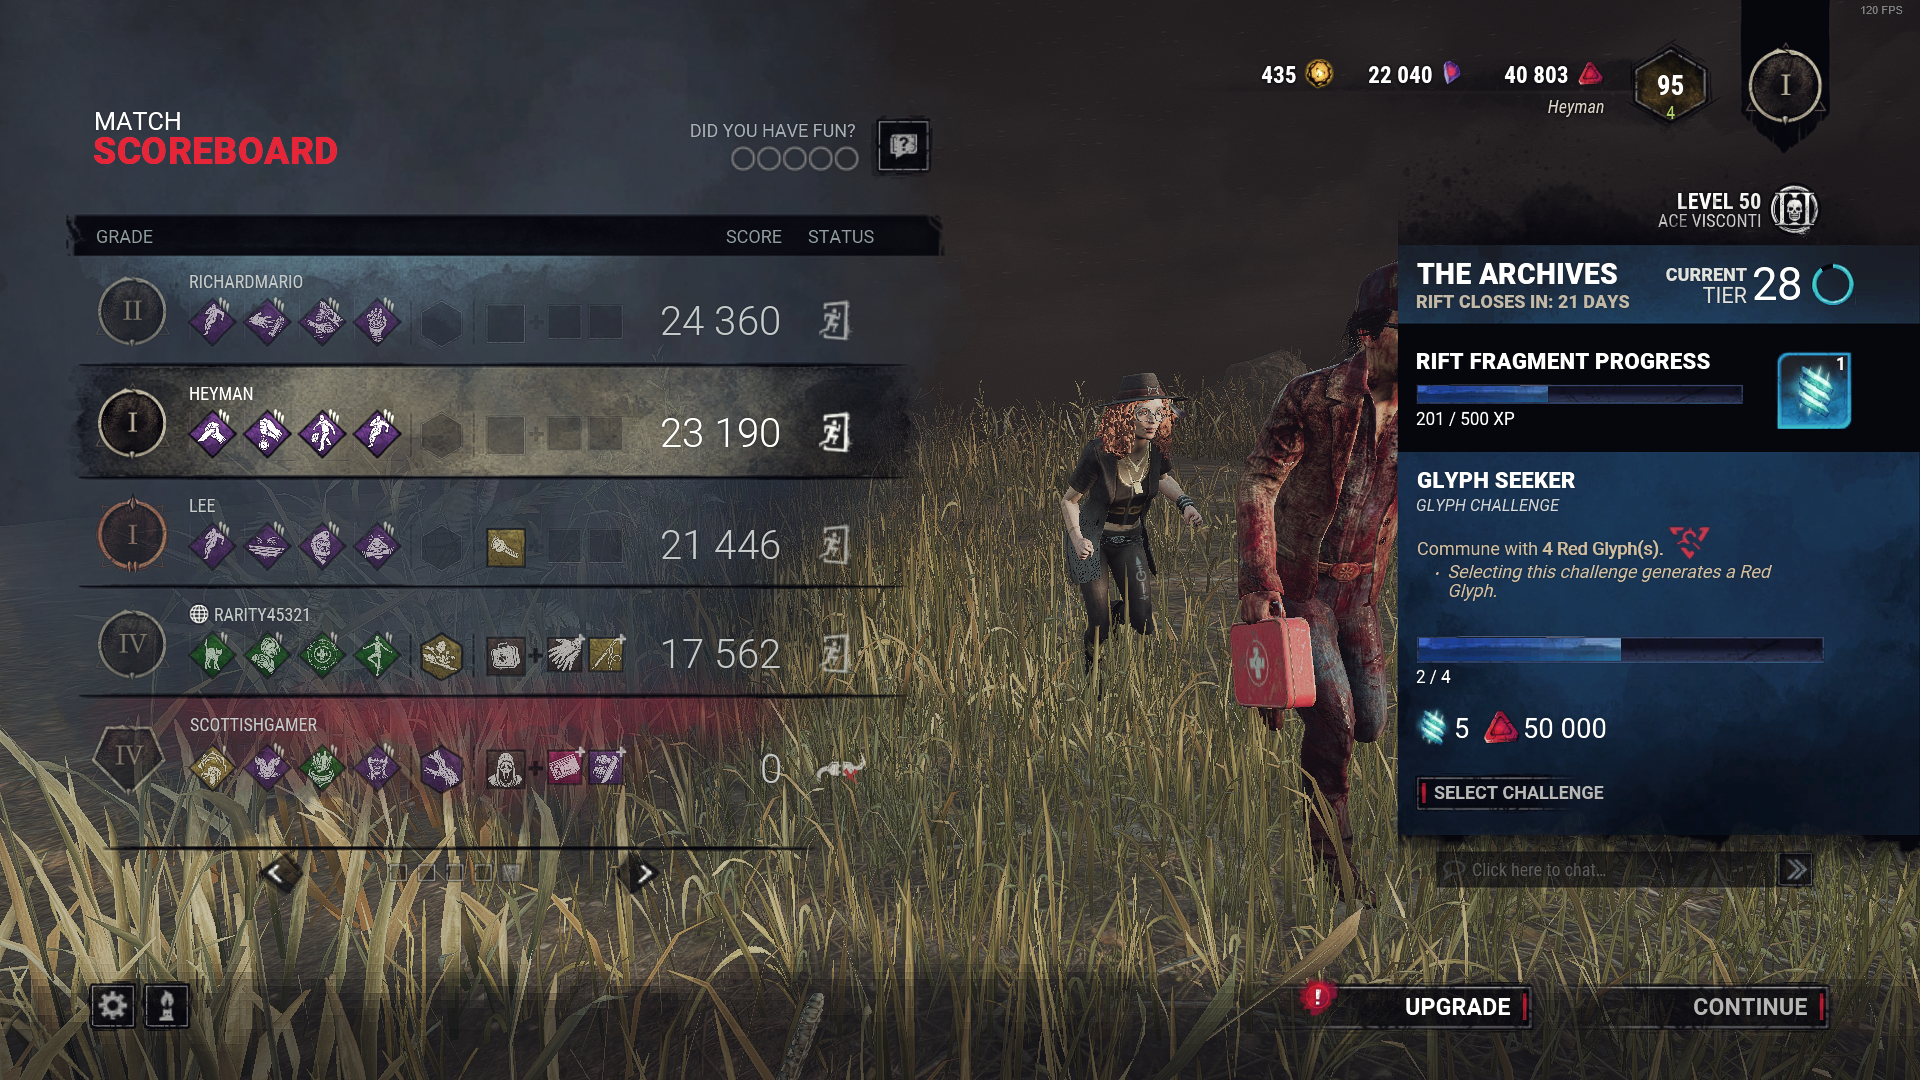 120 FPS
435
22 040
40 803
Heyman
95
4
I
MATCH
SCOREBOARD
DID YOU HAVE FUN?
?
LEVEL 50
ACE VISCONTI
III
GRADE SCORE STATUS
II
RICHARDMARIO
24 360
I
HEYMAN
23 190
I
LEE
21 446
IV
RARITY45321
17 562
IV
SCOTTISHGAMER
0
THE ARCHIVES
RIFT CLOSES IN: 21 DAYS
CURRENT
TIER 28
RIFT FRAGMENT PROGRESS
1
201 / 500 XP
GLYPH SEEKER
GLYPH CHALLENGE
Commune with 4 Red Glyph(s).
· Selecting this challenge generates a Red
Glyph.
2 / 4
5 50 000
SELECT CHALLENGE
Click here to chat...
!
UPGRADE
CONTINUE